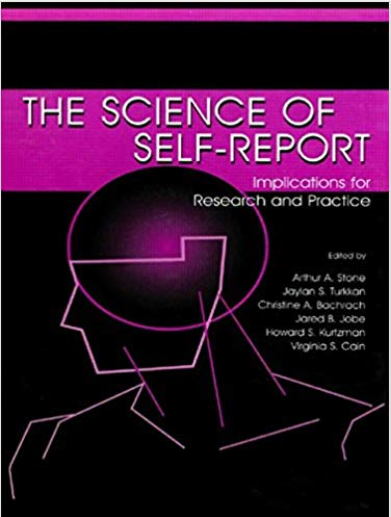 THE SCIENCE OF
SELF-REPORT
Implications for
Research and Practice
Edited by
Arthur A. Stone
Jaylan S. Turkkan
Christine A. Bachrach
Jared B. Jobe
Howard S. Kurtzman
Virginia S. Cain